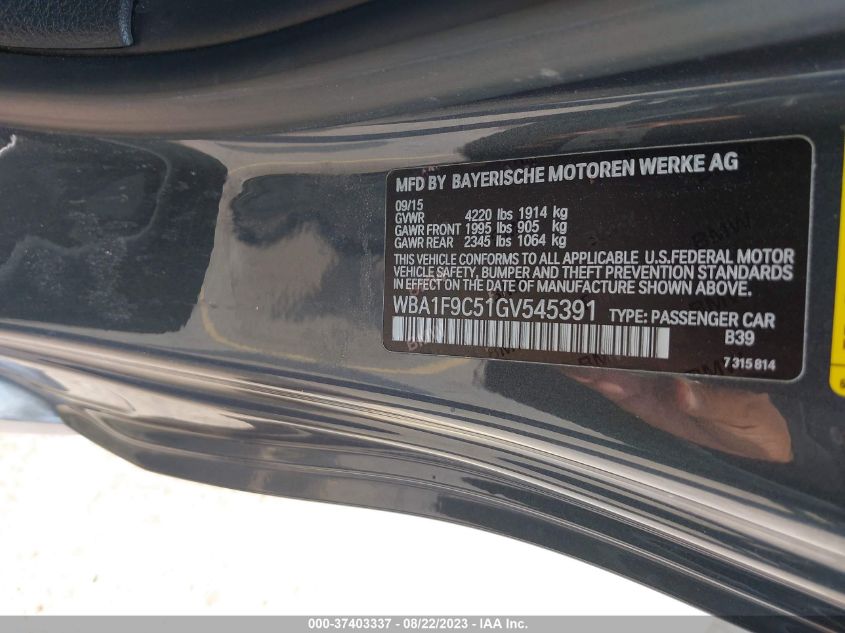 MFD BY BAYERISCHE MOTOREN WERKE AG
09/15
GVWR 4220 lbs 1914 kg
GAWR FRONT 1995 lbs 905 kg
GAWR REAR 2345 lbs 1064 kg
THIS VEHICLE CONFORMS TO ALL APPLICABLE U.S.FEDERAL MOTOR
VEHICLE SAFETY, BUMPER AND THEFT PREVENTION STANDARDS
IN EFFECT ON THE DATE OF MANUFACTURE SHOWN ABOVE.
WBA1F9C51GV545391 TYPE: PASSENGER CAR
B39
7 315 814
000-37403337 - 08/22/2023 - IAA Inc.